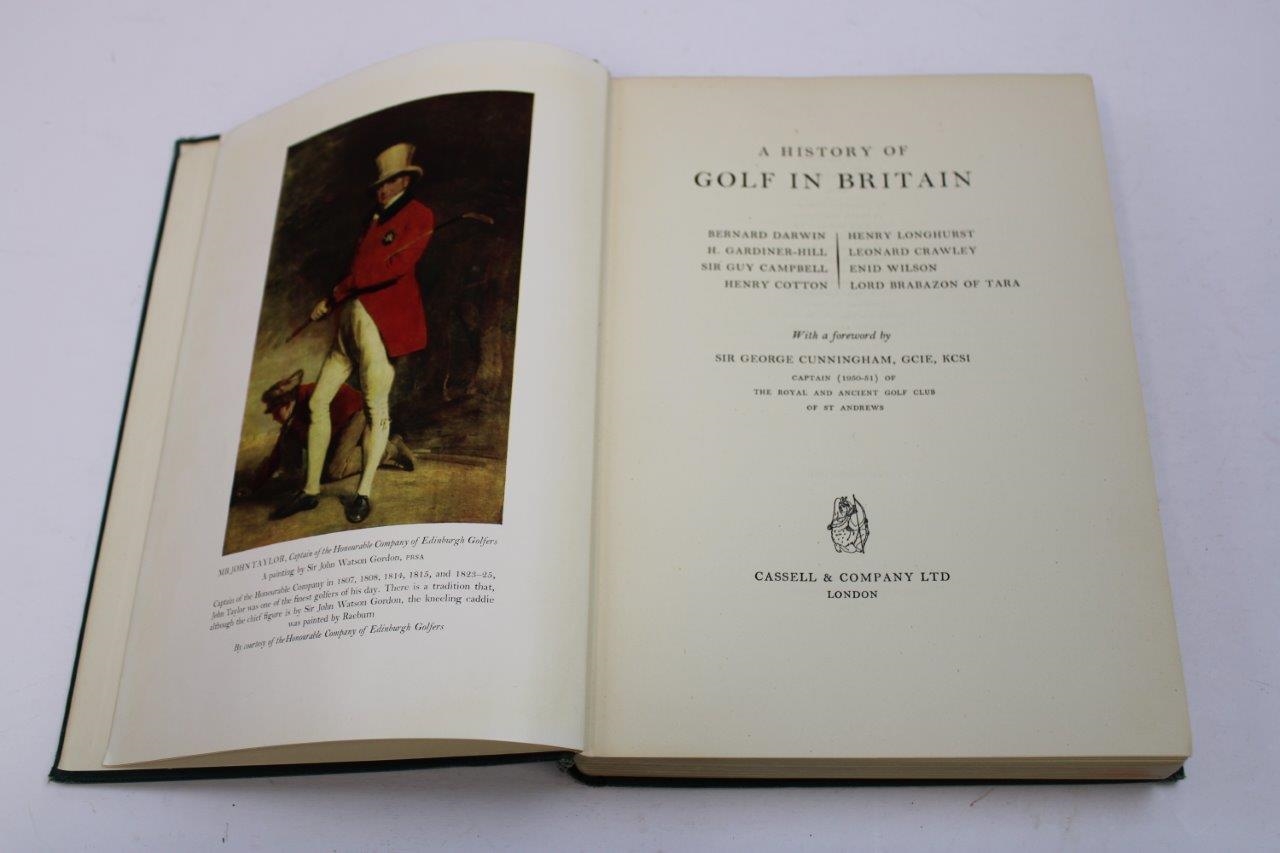 MR JOHN TAYLOR, Captain of the Honourable Company of Edinburgh Golfers
A painting by Sir John Watson Gordon, PRSA
Captain of the Honourable Company in 1807, 1808, 1814, 1815, and 1823–25,
John Taylor was one of the finest golfers of his day. There is a tradition that,
although the chief figure is by Sir John Watson Gordon, the kneeling caddie
was painted by Raeburn
By courtesy of the Honourable Company of Edinburgh Golfers
A HISTORY OF
GOLF IN BRITAIN
BERNARD DARWIN
H. GARDINER-HILL
SIR GUY CAMPBELL
HENRY COTTON
HENRY LONGHURST
LEONARD CRAWLEY
ENID WILSON
LORD BRABAZON OF TARA
With a foreword by
SIR GEORGE CUNNINGHAM, GCIE, KCSI
CAPTAIN (1950-51) OF
THE ROYAL AND ANCIENT GOLF CLUB
OF ST ANDREWS
CASSELL & COMPANY LTD
LONDON